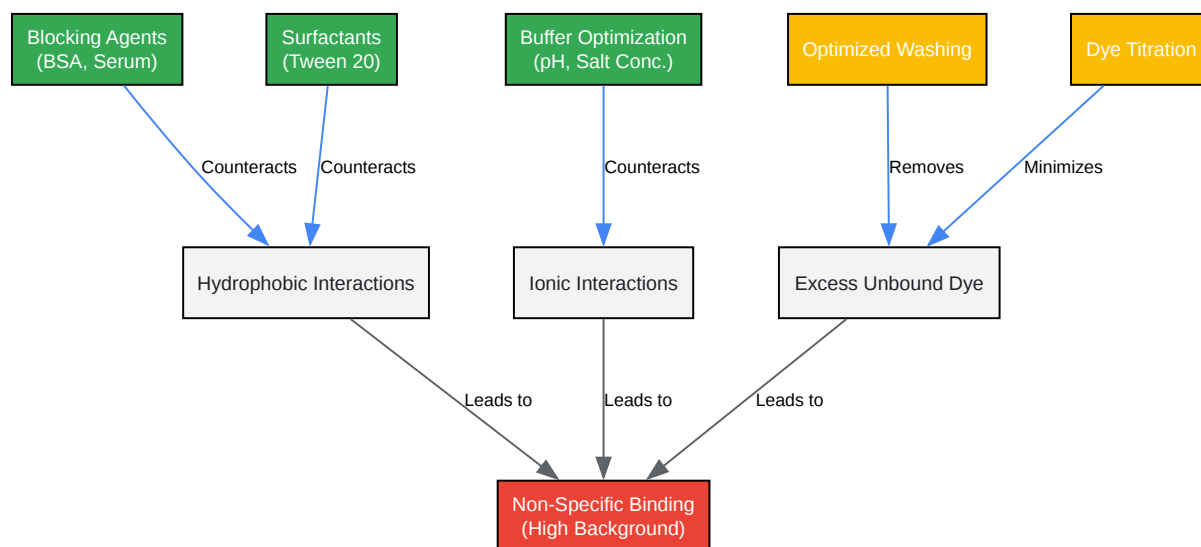 Blocking Agents
(BSA, Serum)
Surfactants
(Tween 20)
Buffer Optimization
(pH, Salt Conc.)
Optimized Washing
Dye Titration
Counteracts
Counteracts
Counteracts
Removes
Minimizes
Hydrophobic Interactions
Ionic Interactions
Excess Unbound Dye
Leads to
Leads to
Leads to
Non-Specific Binding
(High Background)